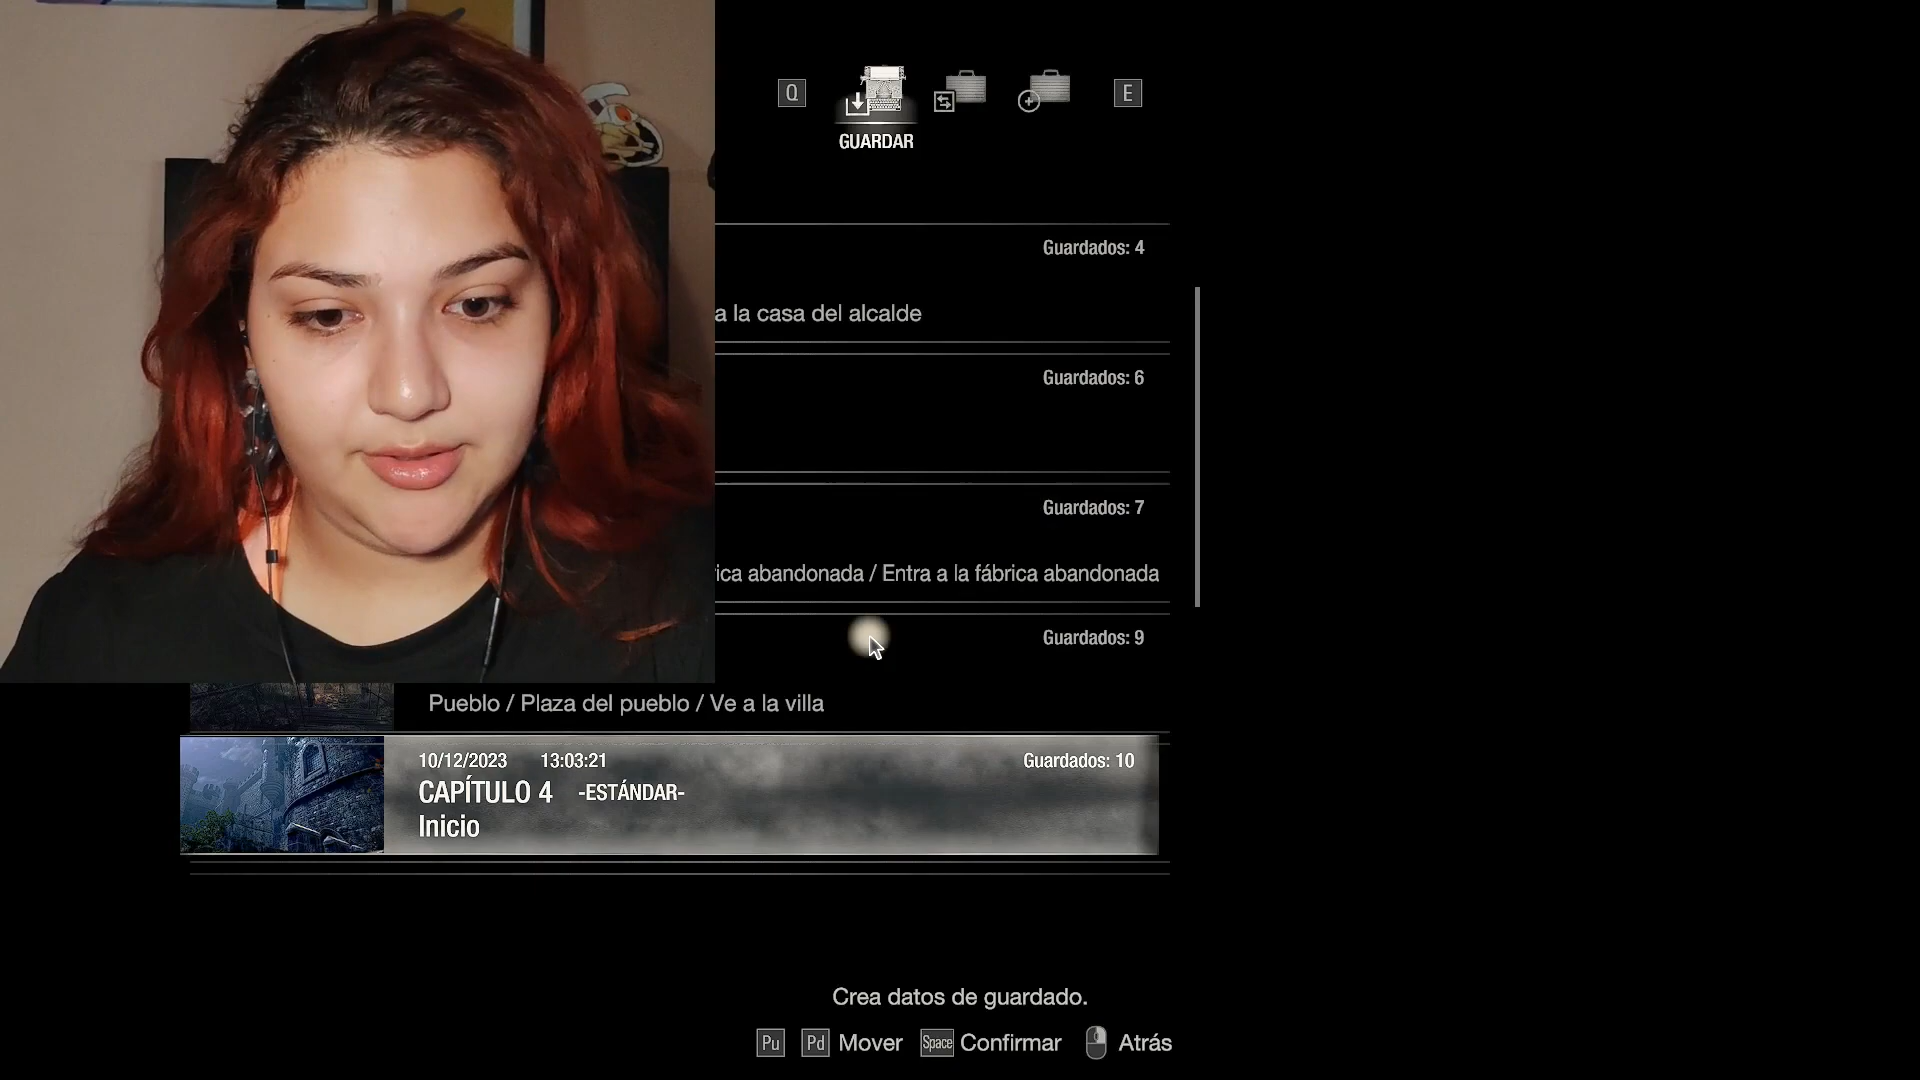 Q
E
GUARDAR
Guardados: 4
a la casa del alcalde
Guardados: 6
Guardados: 7
ica abandonada / Entra a la fábrica abandonada
Guardados: 9
Pueblo / Plaza del pueblo / Ve a la villa
10/12/2023 13:03:21 Guardados: 10
CAPÍTULO 4 -ESTÁNDAR-
Inicio
Crea datos de guardado.
Pu Pd Mover Space Confirmar Atrás